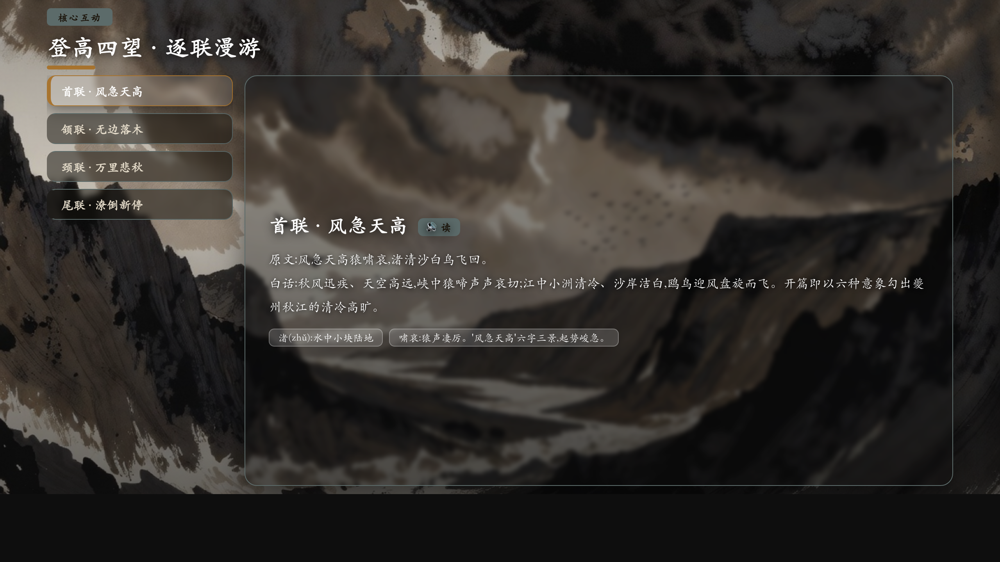 核心互动
登高四望·逐联漫游
首联·风急天高
颔联·无边落木
颈联·万里悲秋
尾联·潦倒新停
首联·风急天高
读
原文:风急天高猿啸哀,渚清沙白鸟飞回。
白话:秋风迅疾、天空高远,峡中猿啼声声哀切;江中小洲清冷、沙岸洁白,鸥鸟迎风盘旋而飞。开篇即以六种意象勾出夔
州秋江的清冷高旷。
渚(zhǔ):水中小块陆地
啸哀:猿声凄厉。'风急天高'六字三景,起势峻急。